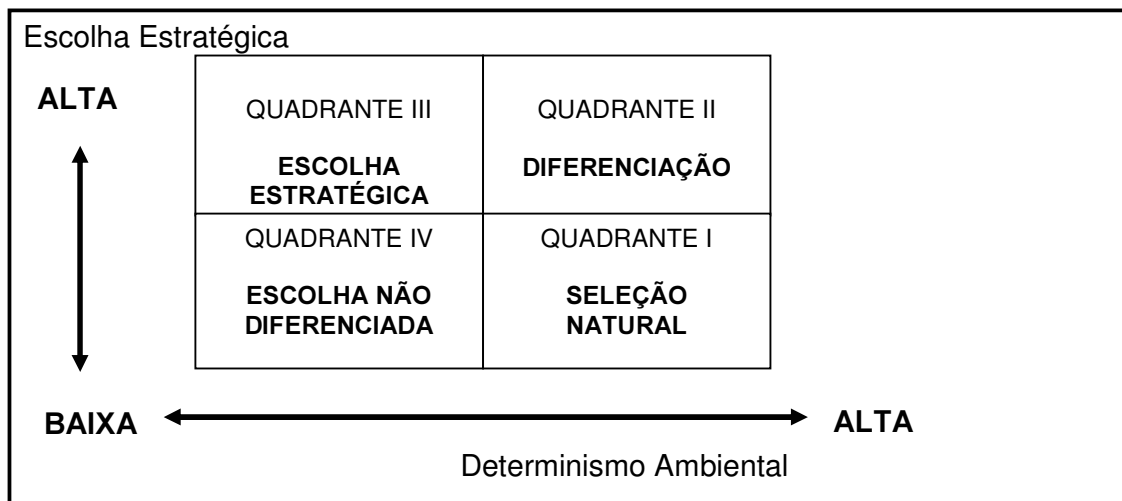 Escolha Estratégica
ALTA
QUADRANTE III
QUADRANTE II
ESCOLHA
ESTRATÉGICA
DIFERENCIAÇÃO
QUADRANTE IV
QUADRANTE I
ESCOLHA NÃO
DIFERENCIADA
SELEÇÃO
NATURAL
BAIXA
ALTA
Determinismo Ambiental